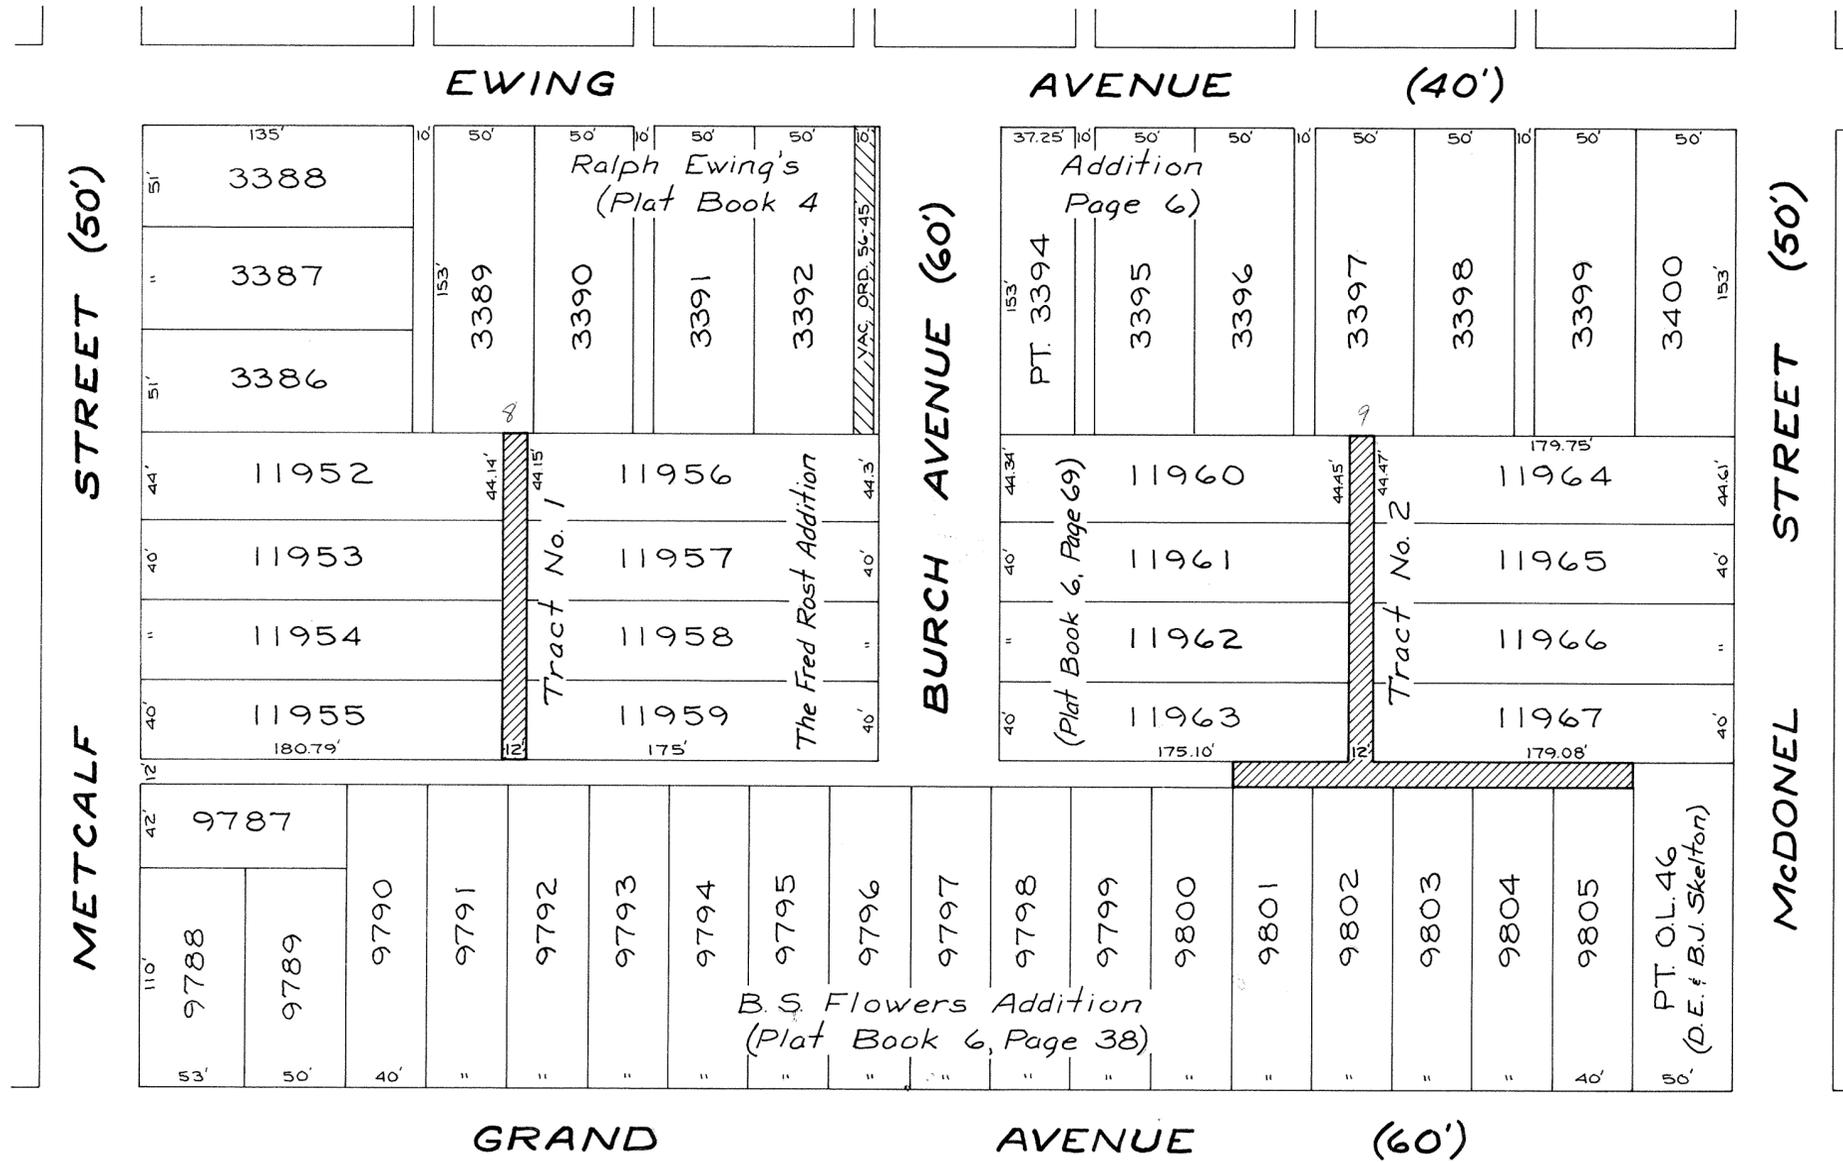 EWING AVENUE (40')
135' 10' 50' 50' 10' 50' 50' 10'
37.25' 10' 50' 50' 10' 50' 50' 10' 50' 50'
Ralph Ewing's Addition
(Plat Book 4 Page 6)
51' 3388
" 3387
51' 3386
153' 3389
3390
3391
3392
VAC. ORD. 56-45
153' PT. 3394
3395
3396
3397
3398
3399
3400 153'
METCALF STREET (50')
BURCH AVENUE (60')
McDONEL STREET (50')
8
9
44' 11952 44.14'
44.15' 11956 44.3'
40' 11953
11957 40'
" 11954
11958 "
40' 11955
180.79'
12'
11959 40'
175'
Tract No. 1
The Fred Rost Addition
(Plat Book 6, Page 69)
44.34' 11960 44.45'
179.75'
44.47' 11964 44.61'
40' 11961
11965 40'
" 11962
11966 "
40' 11963
175.10'
12'
11967 40'
179.08'
Tract No. 2
12'
42' 9787
110' 9788
9789
9790
9791
9792
9793
9794
9795
9796
9797
9798
9799
9800
9801
9802
9803
9804
9805
PT. O.L. 46
(D.E. & B.J. Skelton)
B.S. Flowers Addition
(Plat Book 6, Page 38)
53' 50' 40' " " " " " " " " " " " " " " 40' 50'
GRAND AVENUE (60')